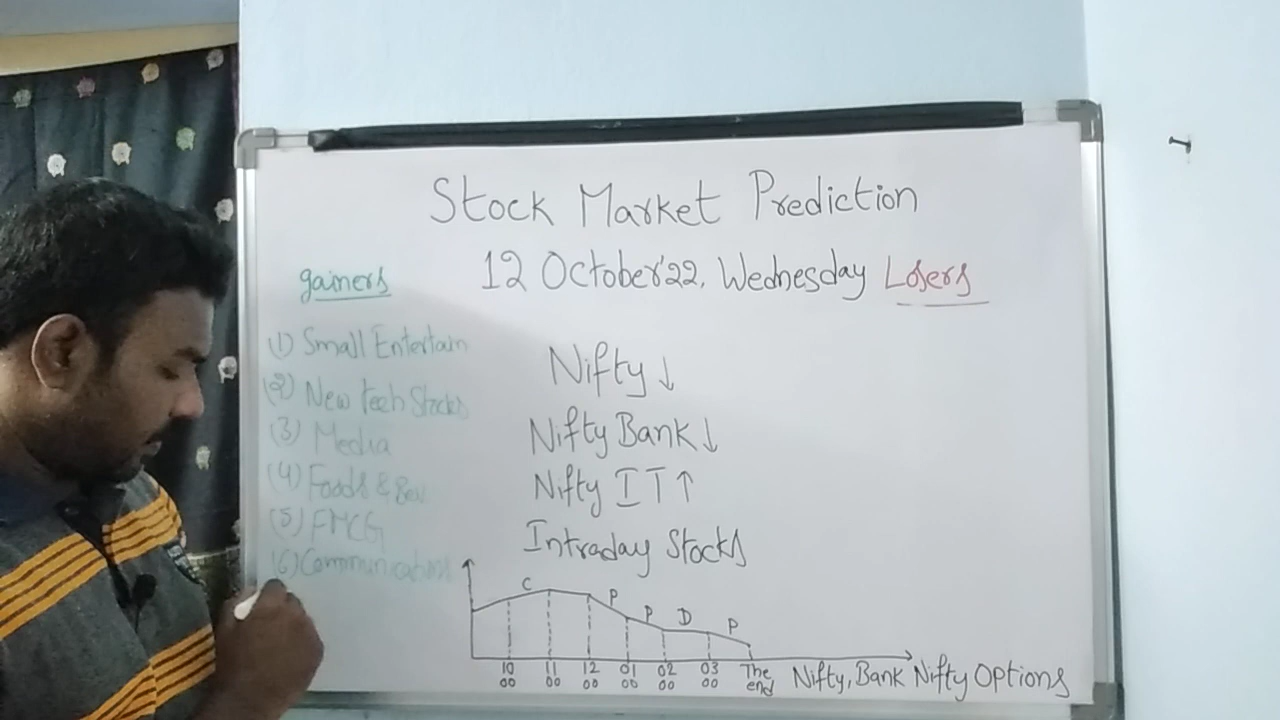 Stock Market Prediction
12 October'22, Wednesday
gainers
Losers
(1) Small Entertain
(2) New Tech Stocks
(3) Media
(4) Foods & Bev
(5) FMCG
(6) Communications
Nifty ↓
Nifty Bank ↓
Nifty IT ↑
Intraday Stocks
C P P D P
10 00 11 00 12 00 01 00 02 00 03 00 The end
Nifty, Bank Nifty Options